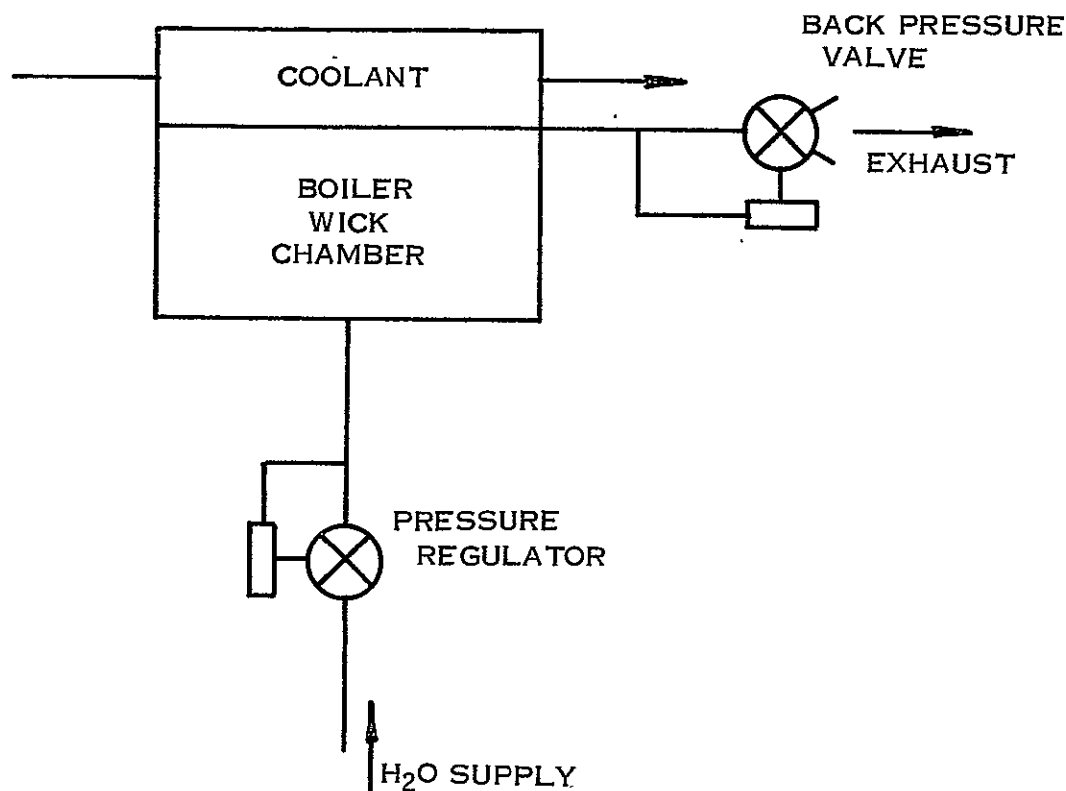 BACK PRESSURE
VALVE
COOLANT
EXHAUST
BOILER
WICK
CHAMBER
PRESSURE
REGULATOR
H₂O SUPPLY